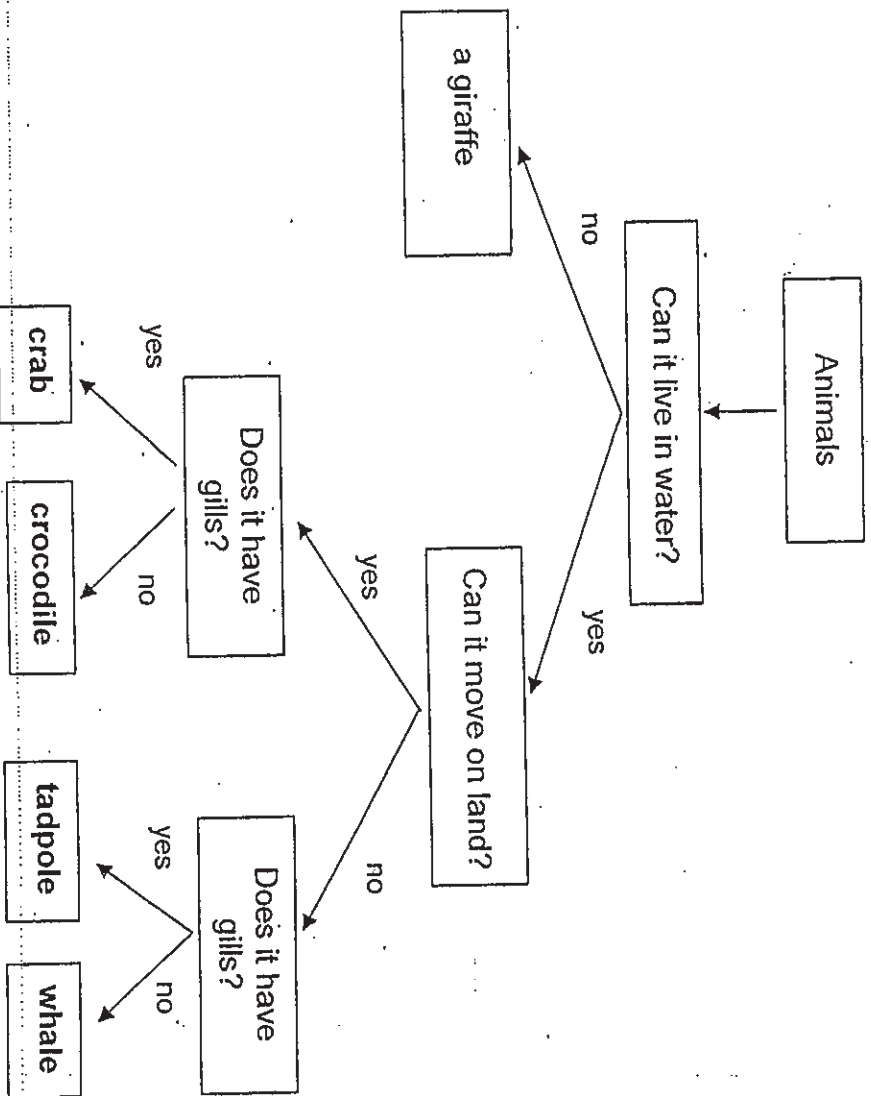 Animals
Can it live in water?
no
yes
a giraffe
Can it move on land?
yes
no
Does it have
gills?
Does it have
gills?
yes
no
yes
no
crab
crocodile
tadpole
whale